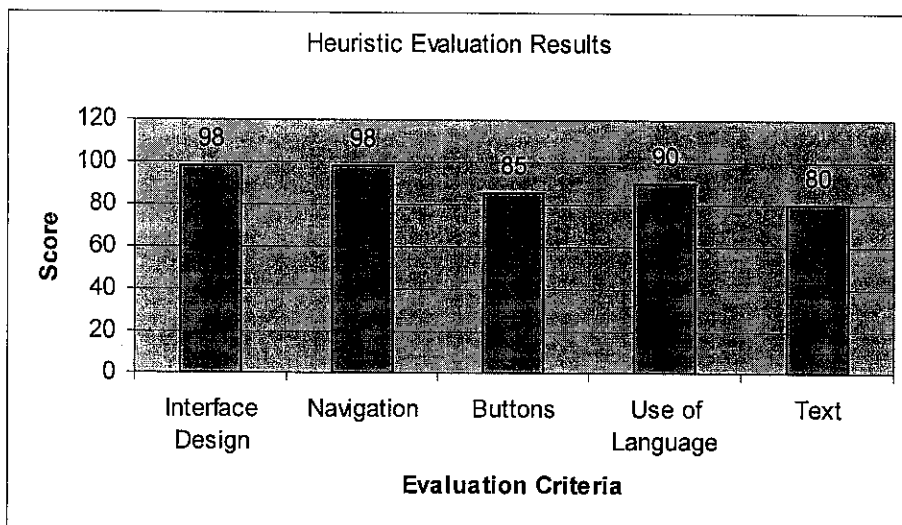 Heuristic Evaluation Results
120
100
80
60
40
20
0
Score
98
98
85
90
80
Interface
Design
Navigation
Buttons
Use of
Language
Text
Evaluation Criteria